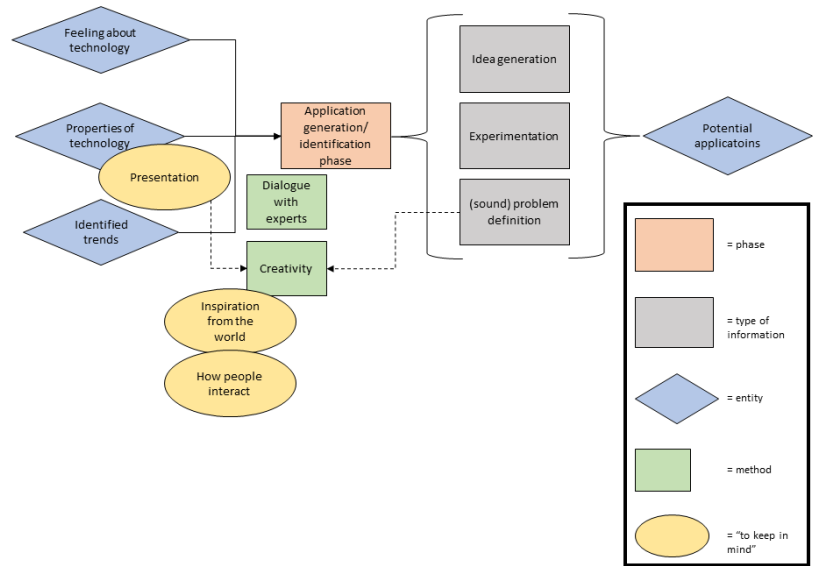 Feeling about
technology
Properties of
technology
Presentation
Identified
trends
Application
generation/
identification
phase
Dialogue
with
experts
Creativity
Inspiration
from the
world
How people
interact
Idea generation
Experimentation
(sound) problem
definition
Potential
applicatoins
= phase
= type of
information
= entity
= method
= “to keep in
mind”